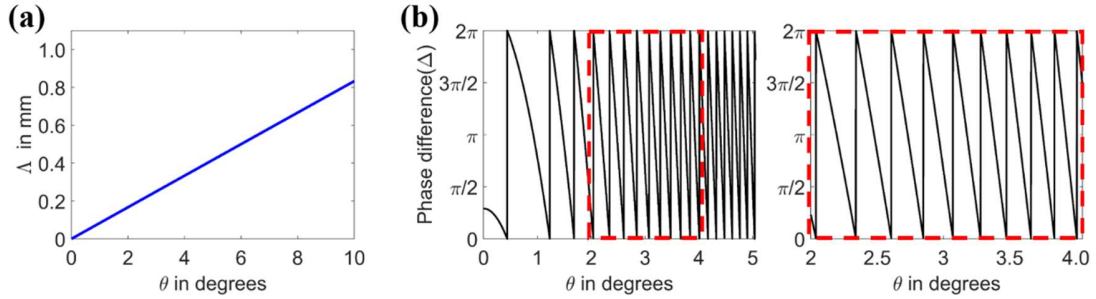 (a)
Λ in mm
1.0
0.8
0.6
0.4
0.2
0
0 2 4 6 8 10
θ in degrees
(b)
Phase difference(Δ)
2π
3π/2
π
π/2
0
0 1 2 3 4 5
θ in degrees
2π
3π/2
π
π/2
0
2 2.5 3 3.5 4.0
θ in degrees